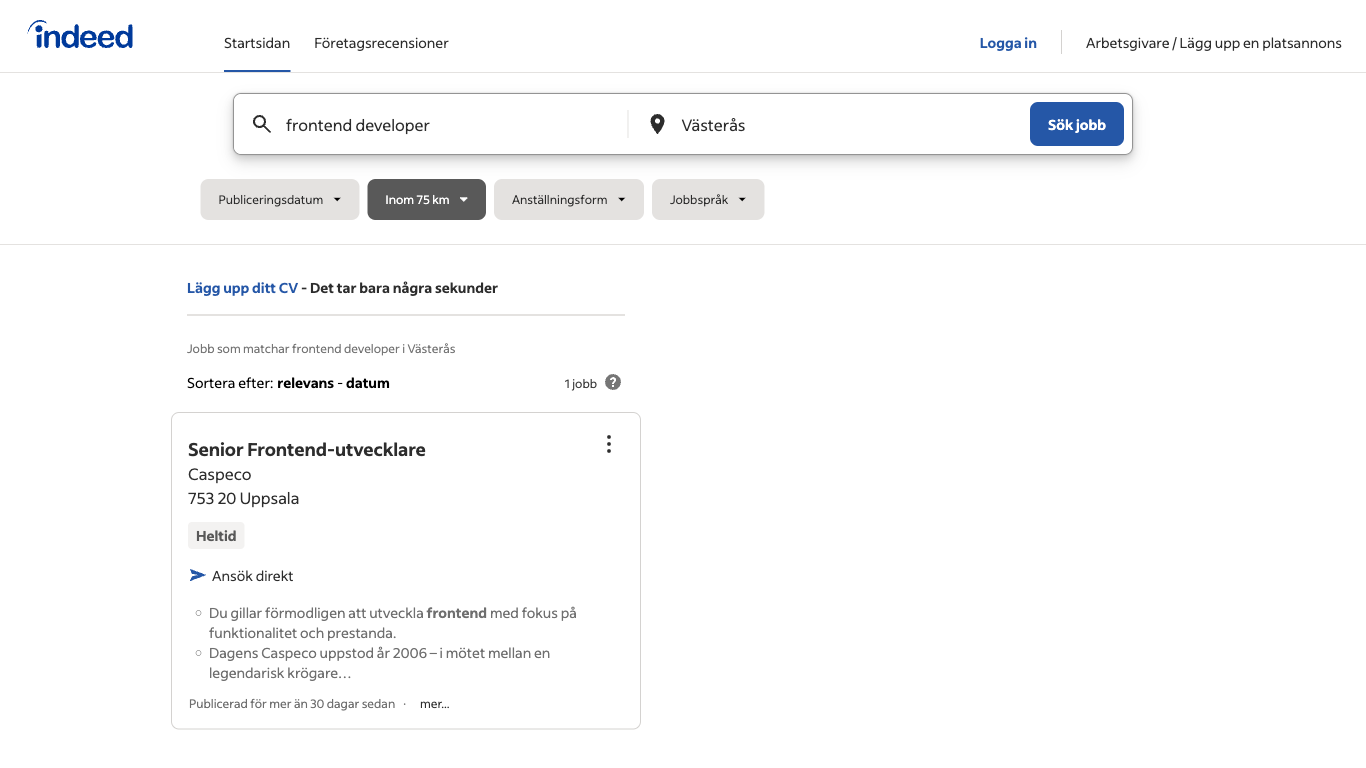 indeed
Startsidan
Företagsrecensioner
Logga in
Arbetsgivare / Lägg upp en platsannons
frontend developer
Västerås
Sök jobb
Publiceringsdatum
Inom 75 km
Anställningsform
Jobbspråk
Lägg upp ditt CV - Det tar bara några sekunder
Jobb som matchar frontend developer i Västerås
Sortera efter: relevans - datum
1 jobb ?
Senior Frontend-utvecklare
Caspeco
753 20 Uppsala
Heltid
Ansök direkt
Du gillar förmodligen att utveckla frontend med fokus på
funktionalitet och prestanda.
Dagens Caspeco uppstod år 2006 – i mötet mellan en
legendarisk krögare…
Publicerad för mer än 30 dagar sedan · mer...